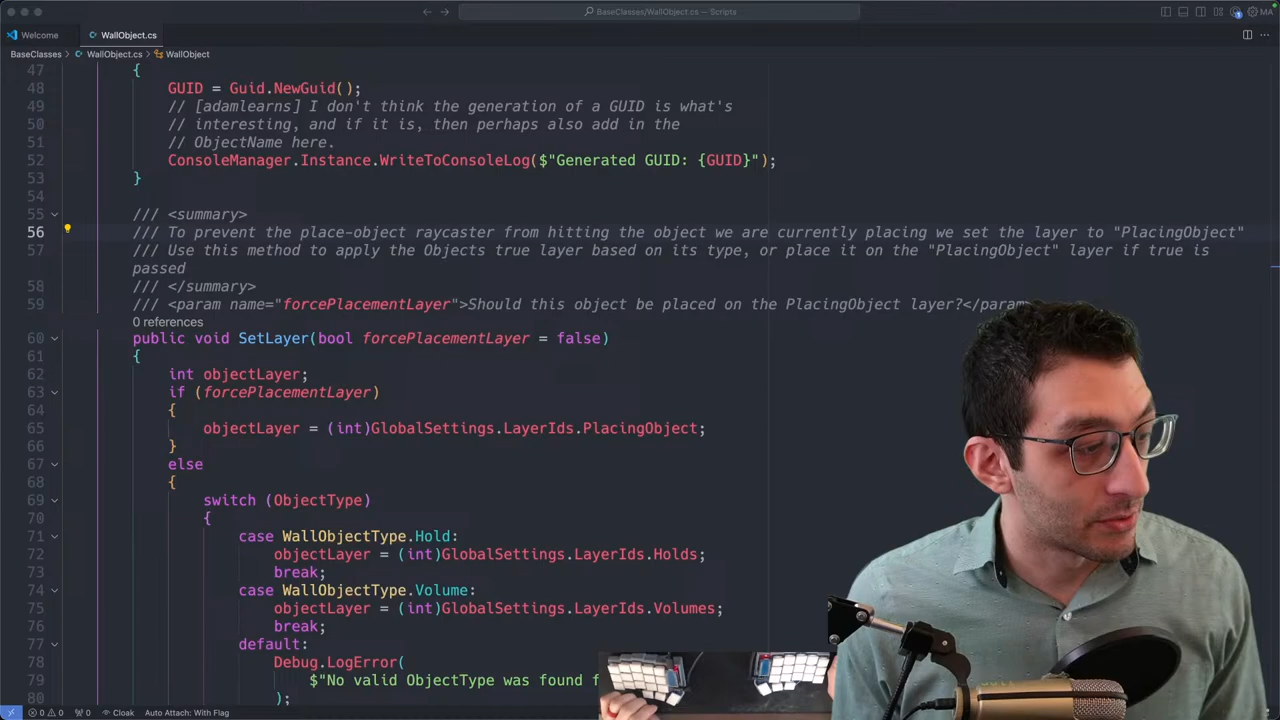 BaseClasses/WallObject.cs — Scripts
MA
Welcome
WallObject.cs
BaseClasses > WallObject.cs > WallObject
47 {
48 GUID = Guid.NewGuid();
49 // [adamlearns] I don't think the generation of a GUID is what's
50 // interesting, and if it is, then perhaps also add in the
51 // ObjectName here.
52 ConsoleManager.Instance.WriteToConsoleLog($"Generated GUID: {GUID}");
53 }
54
55 /// <summary>
56 /// To prevent the place-object raycaster from hitting the object we are currently placing we set the layer to "PlacingObject"
57 /// Use this method to apply the Objects true layer based on its type, or place it on the "PlacingObject" layer if true is
passed
58 /// </summary>
59 /// <param name="forcePlacementLayer">Should this object be placed on the PlacingObject layer?</param>
0 references
60 public void SetLayer(bool forcePlacementLayer = false)
61 {
62 int objectLayer;
63 if (forcePlacementLayer)
64 {
65 objectLayer = (int)GlobalSettings.LayerIds.PlacingObject;
66 }
67 else
68 {
69 switch (ObjectType)
70 {
71 case WallObjectType.Hold:
72 objectLayer = (int)GlobalSettings.LayerIds.Holds;
73 break;
74 case WallObjectType.Volume:
75 objectLayer = (int)GlobalSettings.LayerIds.Volumes;
76 break;
77 default:
78 Debug.LogError(
79 $"No valid ObjectType was found f
80 );
0 0 0 Cloak Auto Attach: With Flag